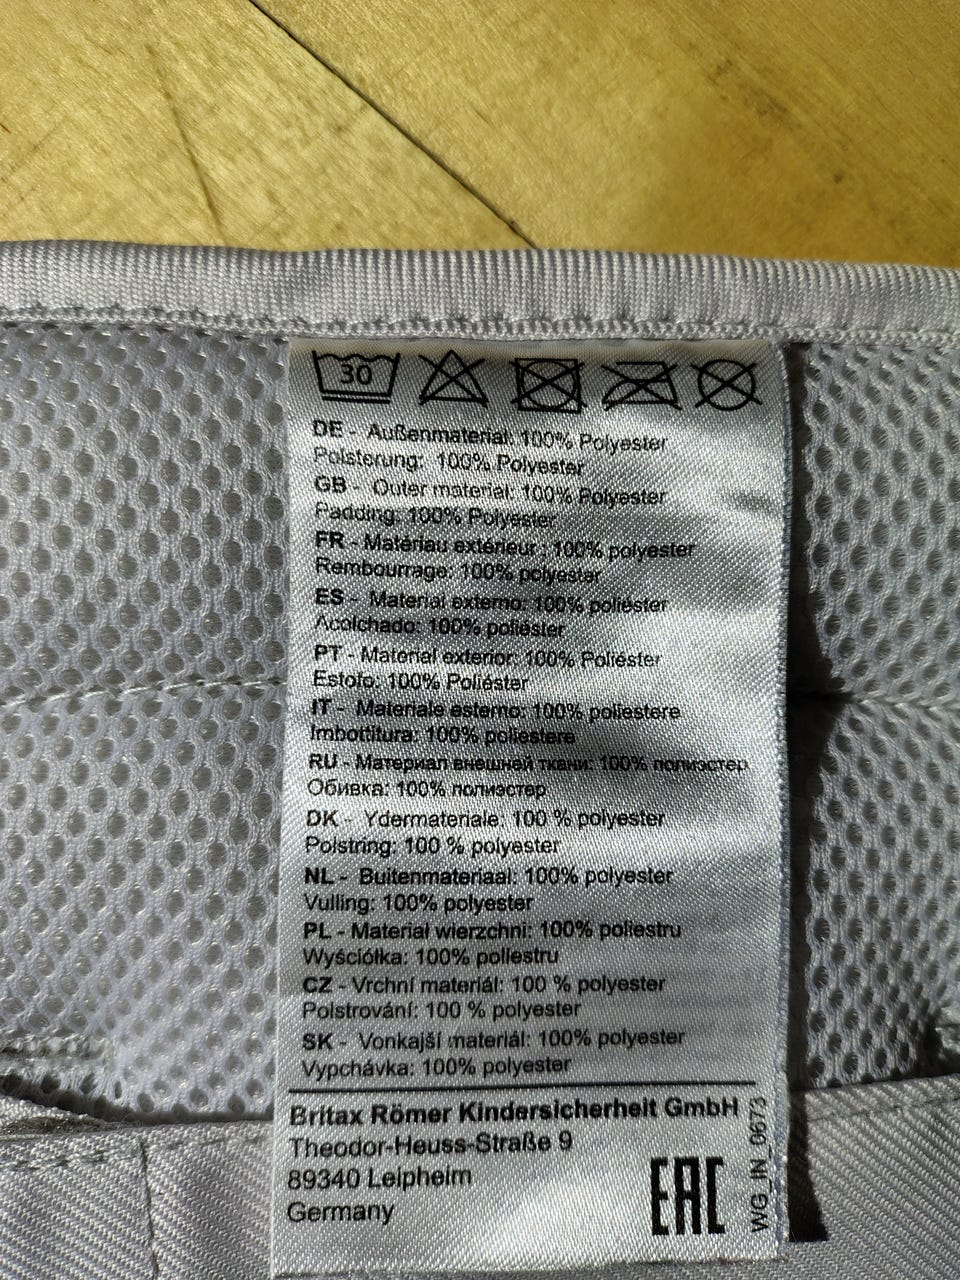 30
DE - Außenmaterial: 100% Polyester
Polsterung: 100% Polyester
GB - Outer material: 100% Polyester
Padding: 100% Polyester
FR - Matériau extérieur : 100% polyester
Rembourrage: 100% polyester
ES - Material externo: 100% poliéster
Acolchado: 100% poliéster
PT - Material exterior: 100% Poliéster
Estofo: 100% Poliéster
IT - Materiale esterno: 100% poliestere
Imbottitura: 100% poliestere
RU - Материал внешней ткани: 100% полиэстер
Обивка: 100% полиэстер
DK - Ydermateriale: 100 % polyester
Polstring: 100 % polyester
NL - Buitenmateriaal: 100% polyester
Vulling: 100% polyester
PL - Materiał wierzchni: 100% poliestru
Wyściółka: 100% poliestru
CZ - Vrchní materiál: 100 % polyester
Polstrování: 100 % polyester
SK - Vonkajší materiál: 100% polyester
Vypchávka: 100% polyester
Britax Römer Kindersicherheit GmbH
Theodor-Heuss-Straße 9
89340 Leipheim
Germany
EAC
WG_IN_0673